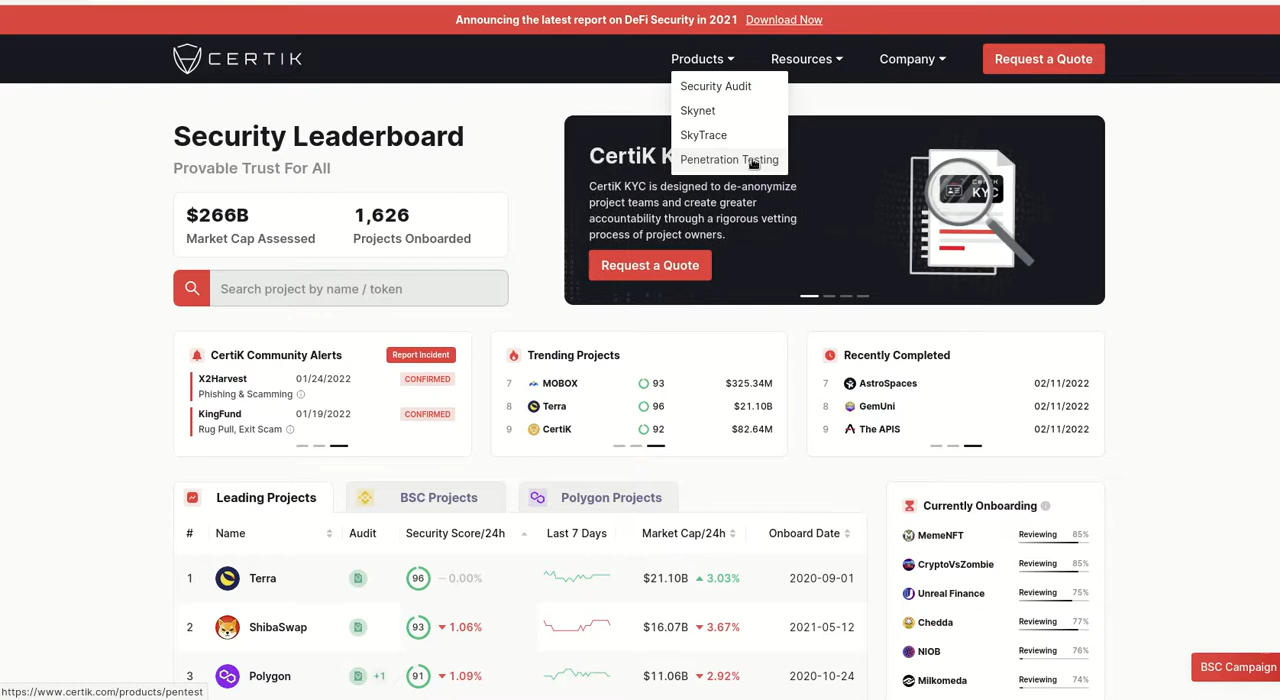 Announcing the latest report on DeFi Security in 2021 Download Now
CERTIK
Products Resources Company Request a Quote
Security Audit
Skynet
SkyTrace
Penetration Testing
Security Leaderboard
Provable Trust For All
$266B 1,626
Market Cap Assessed Projects Onboarded
Search project by name / token
CertiK K
CertiK KYC is designed to de-anonymize
project teams and create greater
accountability through a rigorous vetting
process of project owners.
Request a Quote
CERTIK
KYC
CertiK Community Alerts Report Incident
X2Harvest 01/24/2022 CONFIRMED
Phishing & Scamming
KingFund 01/19/2022 CONFIRMED
Rug Pull, Exit Scam
Trending Projects
7 MOBOX 93 $325.34M
8 Terra 96 $21.10B
9 CertiK 92 $82.64M
Recently Completed
7 AstroSpaces 02/11/2022
8 GemUni 02/11/2022
9 The APIS 02/11/2022
Leading Projects BSC Projects Polygon Projects
# Name Audit Security Score/24h Last 7 Days Market Cap/24h Onboard Date
1 Terra 96 – 0.00% $21.10B 3.03% 2020-09-01
2 ShibaSwap 93 1.06% $16.07B 3.67% 2021-05-12
3 Polygon +1 91 1.09% $11.06B 2.92% 2020-10-24
Currently Onboarding
MemeNFT Reviewing 85%
CryptoVsZombie Reviewing 85%
Unreal Finance Reviewing 75%
Chedda Reviewing 77%
NIOB Reviewing 76%
Milkomeda Reviewing 74%
BSC Campaign
https://www.certik.com/products/pentest